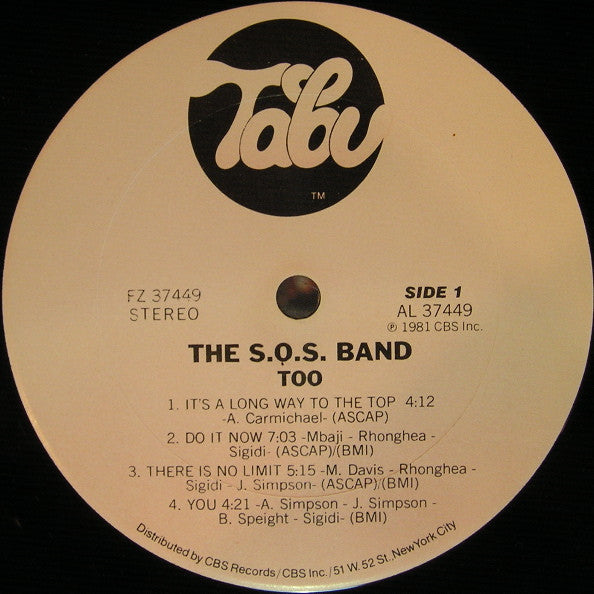 Tabu
TM
FZ 37449
STEREO
SIDE 1
AL 37449
℗ 1981 CBS Inc.
THE S.O.S. BAND
TOO
1. IT'S A LONG WAY TO THE TOP 4:12
-A. Carmichael- (ASCAP)
2. DO IT NOW 7:03 -Mbaji - Rhonghea -
Sigidi- (ASCAP)/(BMI)
3. THERE IS NO LIMIT 5:15 -M. Davis - Rhonghea -
Sigidi - J. Simpson- (ASCAP)/(BMI)
4. YOU 4:21 -A. Simpson - J. Simpson -
B. Speight - Sigidi- (BMI)
Distributed by CBS Records/CBS Inc./51 W. 52 St., New York City